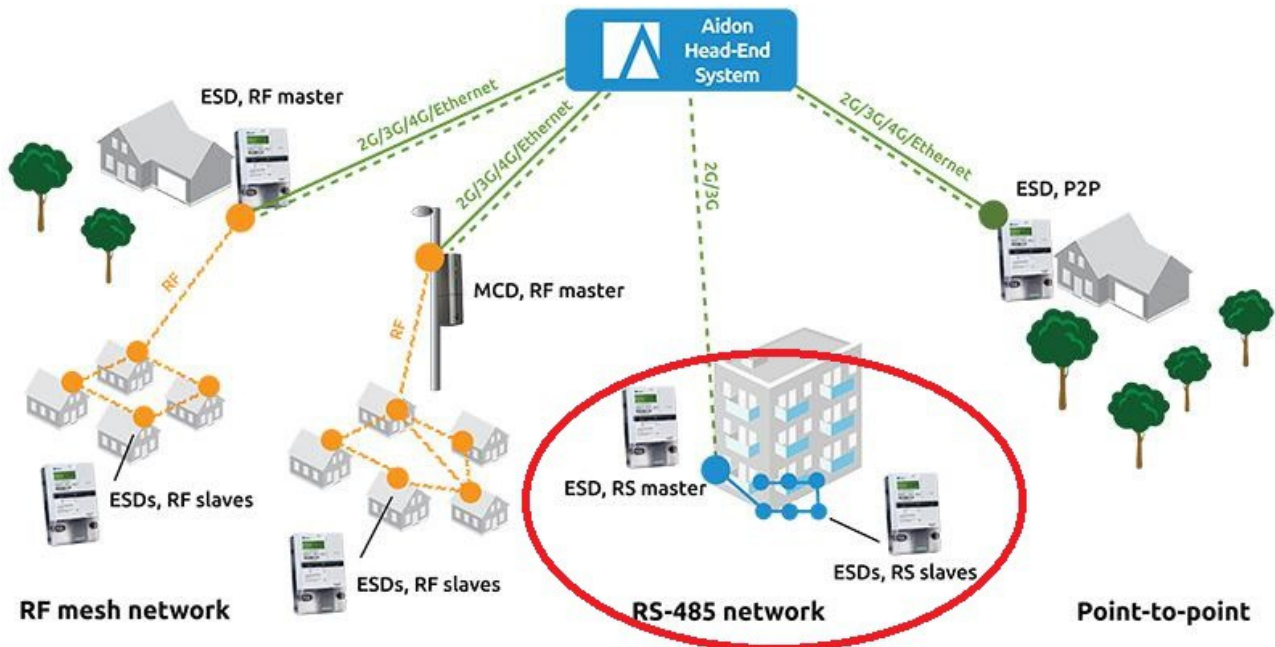 Aidon
Head-End
System
ESD, RF master
2G/3G/4G/Ethernet
2G/3G/4G/Ethernet
2G/3G
2G/3G/4G/Ethernet
ESD, P2P
RF
MCD, RF master
RF
ESD, RS master
ESDs, RF slaves
ESDs, RF slaves
ESDs, RS slaves
RF mesh network
RS-485 network
Point-to-point